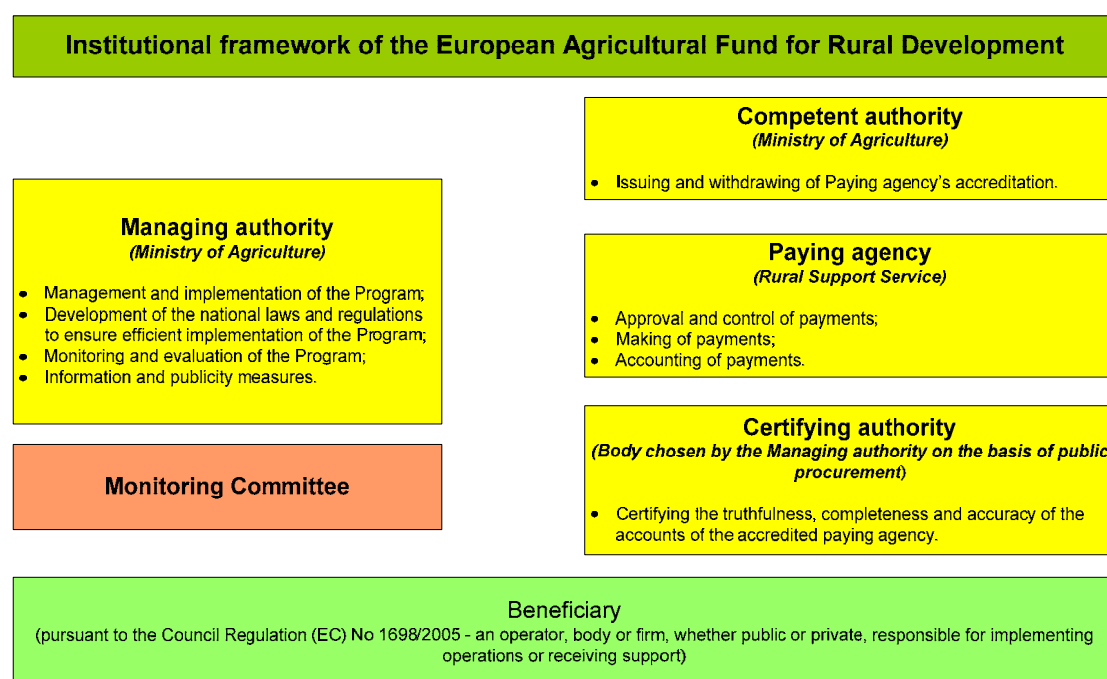 Institutional framework of the European Agricultural Fund for Rural Development
Competent authority
(Ministry of Agriculture)
• Issuing and withdrawing of Paying agency's accreditation.
Managing authority
(Ministry of Agriculture)
• Management and implementation of the Program;
• Development of the national laws and regulations
to ensure efficient implementation of the Program;
• Monitoring and evaluation of the Program;
• Information and publicity measures.
Paying agency
(Rural Support Service)
• Approval and control of payments;
• Making of payments;
• Accounting of payments.
Monitoring Committee
Certifying authority
(Body chosen by the Managing authority on the basis of public
procurement)
• Certifying the truthfulness, completeness and accuracy of the
accounts of the accredited paying agency.
Beneficiary
(pursuant to the Council Regulation (EC) No 1698/2005 - an operator, body or firm, whether public or private, responsible for implementing
operations or receiving support)